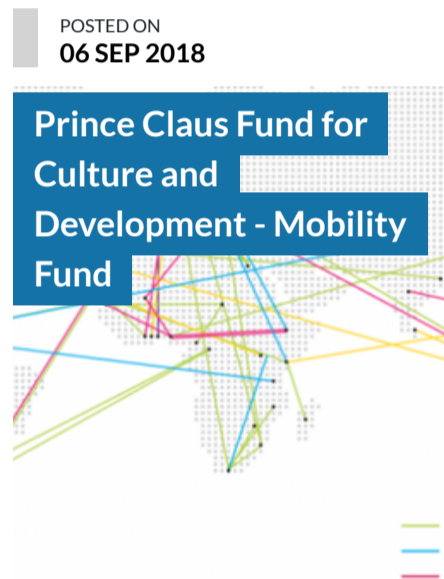 POSTED ON
06 SEP 2018
Prince Claus Fund for
Culture and
Development - Mobility
Fund